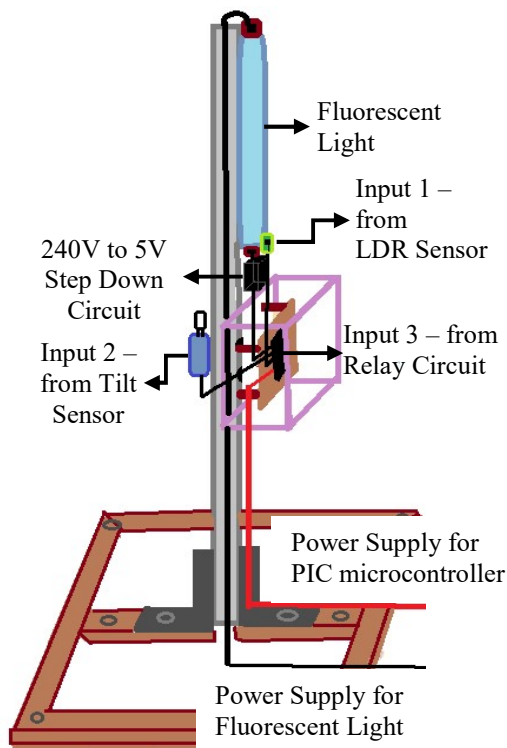 Fluorescent
Light
Input 1 –
from
LDR Sensor
240V to 5V
Step Down
Circuit
Input 2 –
from Tilt
Sensor
Input 3 – from
Relay Circuit
Power Supply for
PIC microcontroller
Power Supply for
Fluorescent Light